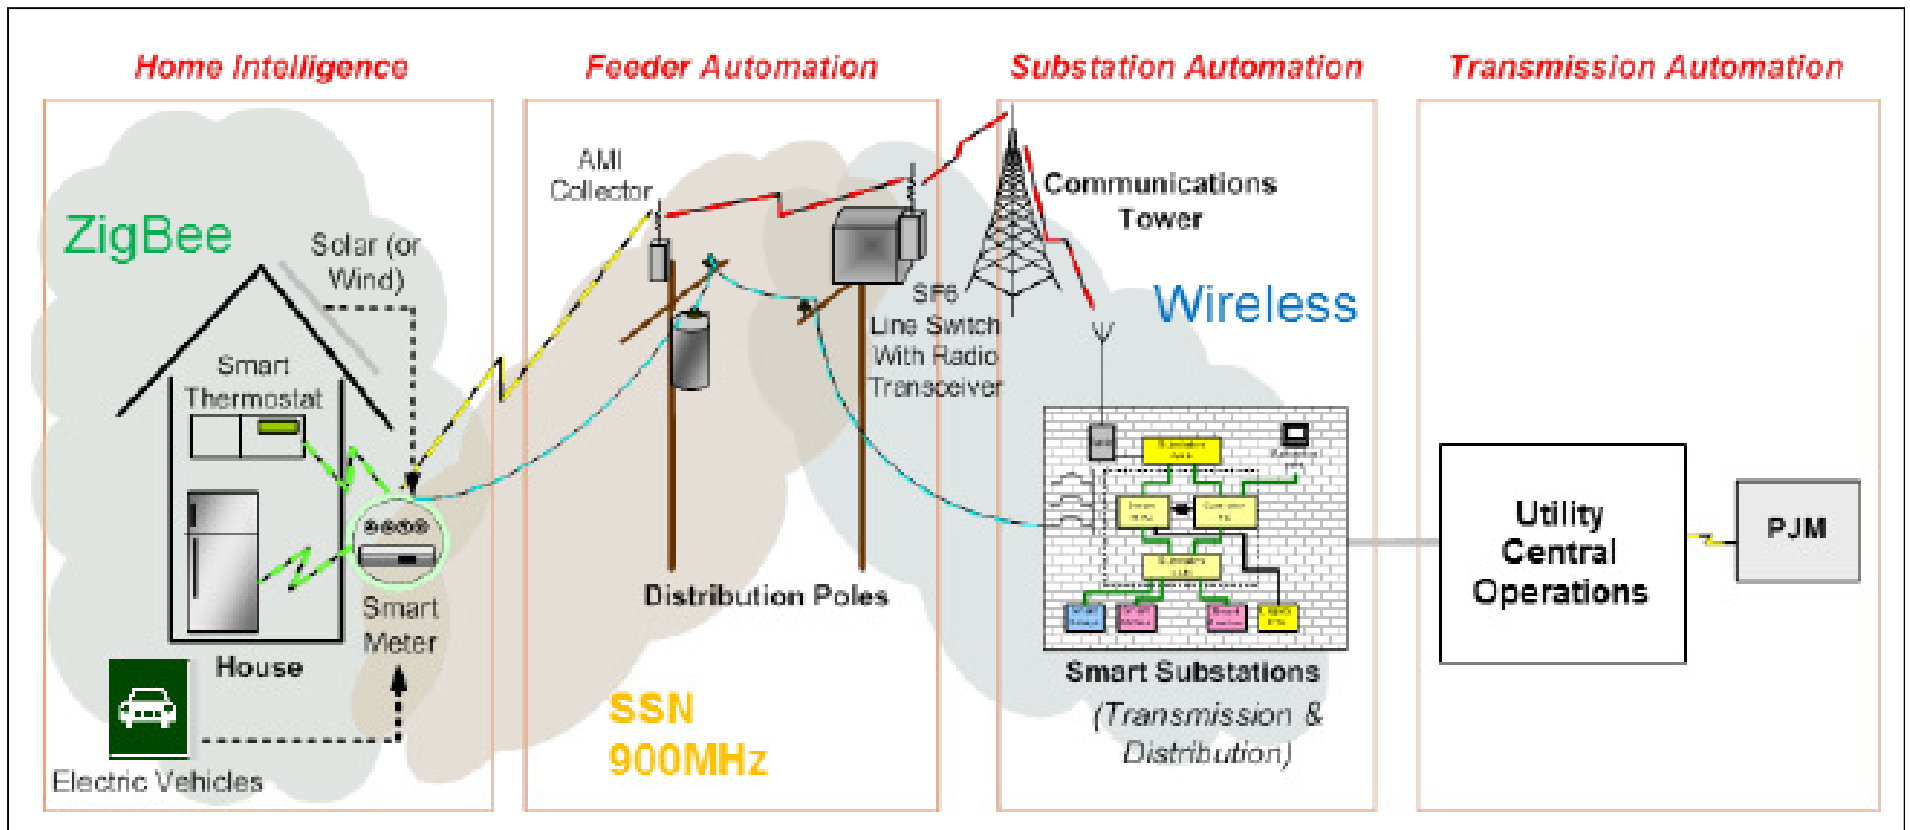 Home Intelligence
Feeder Automation
Substation Automation
Transmission Automation
ZigBee
Solar (or
Wind)
Smart
Thermostat
Smart
Meter
House
Electric Vehicles
AMI
Collector
SF6
Line Switch
With Radio
Transceiver
Distribution Poles
SSN
900MHz
Communications
Tower
Wireless
Smart Substations
(Transmission &
Distribution)
Utility
Central
Operations
PJM